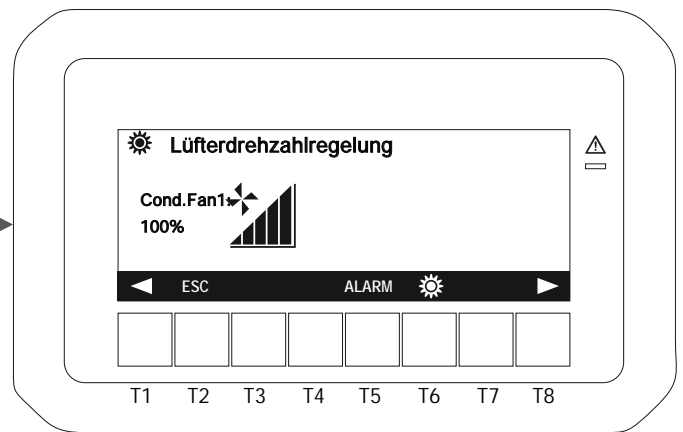 Lüfterdrehzahlregelung
Cond.Fan1:
100%
ESC ALARM
T1 T2 T3 T4 T5 T6 T7 T8